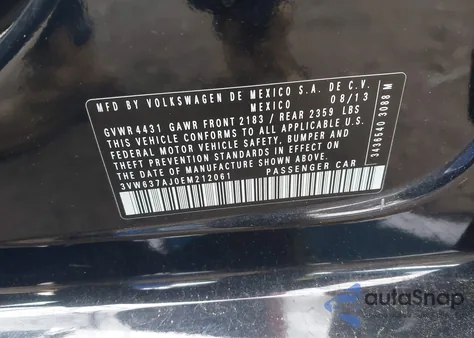 MFD BY VOLKSWAGEN DE MEXICO S.A. DE C.V.
MEXICO 08/13
GVWR 4431 GAWR FRONT 2183 / REAR 2359 LBS
THIS VEHICLE CONFORMS TO ALL APPLICABLE U.S.
FEDERAL MOTOR VEHICLE SAFETY, BUMPER AND
THEFT PREVENTION STANDARDS IN EFFECT ON
THE DATE OF MANUFACTURE SHOWN ABOVE.
3VW637AJ0EM212061 PASSENGER CAR
3436E40 3088 M
autoSnap